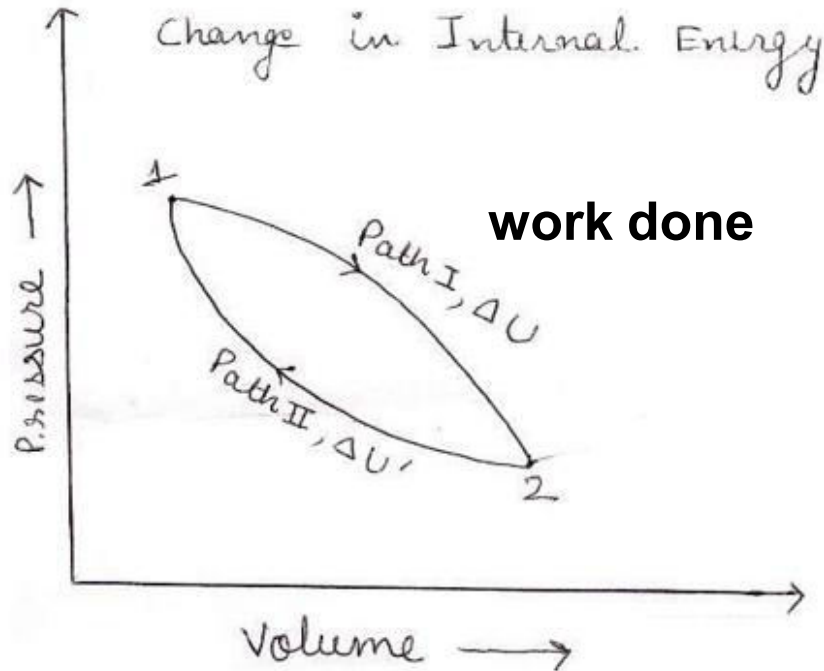 Change in Internal Energy
1
work done
Path I, ΔU
Pressure →
Path II, ΔU′
2
Volume →